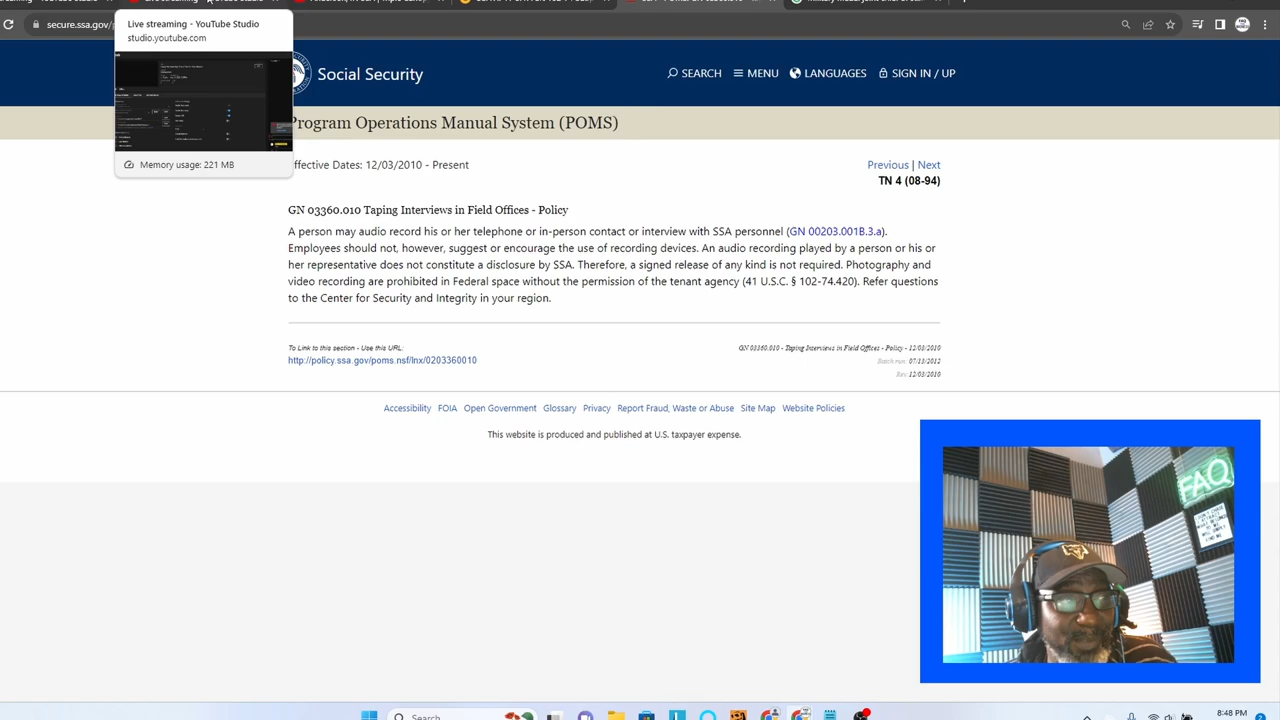 secure.ssa.gov/p
Live streaming - YouTube Studio
studio.youtube.com
Memory usage: 221 MB
Social Security
SEARCH MENU LANGUAGES SIGN IN / UP
Program Operations Manual System (POMS)
ffective Dates: 12/03/2010 - Present
Previous | Next
TN 4 (08-94)
GN 03360.010 Taping Interviews in Field Offices - Policy
A person may audio record his or her telephone or in-person contact or interview with SSA personnel (GN 00203.001B.3.a).
Employees should not, however, suggest or encourage the use of recording devices. An audio recording played by a person or his or
her representative does not constitute a disclosure by SSA. Therefore, a signed release of any kind is not required. Photography and
video recording are prohibited in Federal space without the permission of the tenant agency (41 U.S.C. § 102-74.420). Refer questions
to the Center for Security and Integrity in your region.
To Link to this section - Use this URL:
http://policy.ssa.gov/poms.nsf/lnx/0203360010
GN 03360.010 - Taping Interviews in Field Offices - Policy - 12/03/2010
Batch run: 07/13/2012
Rev: 12/03/2010
Accessibility FOIA Open Government Glossary Privacy Report Fraud, Waste or Abuse Site Map Website Policies
This website is produced and published at U.S. taxpayer expense.
FAQ
Search
8:48 PM